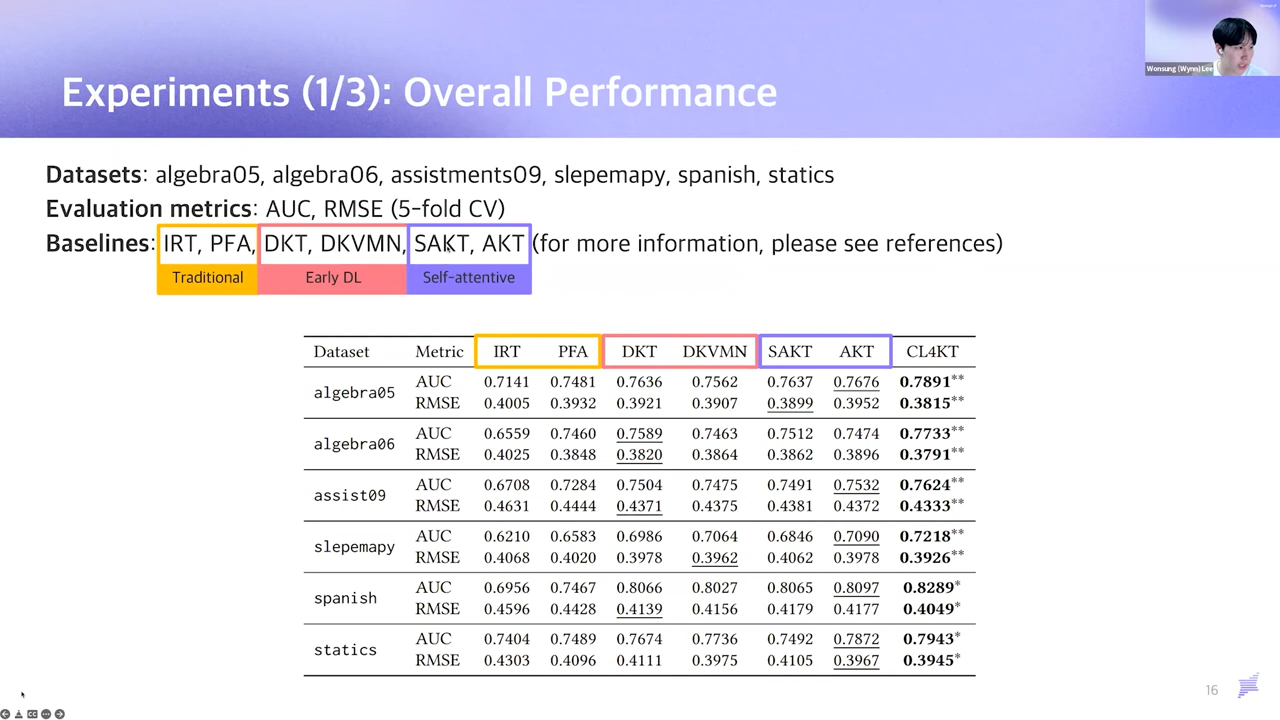 Wonsung (Wynn) Lee
Experiments (1/3): Overall Performance
Datasets: algebra05, algebra06, assistments09, slepemapy, spanish, statics
Evaluation metrics: AUC, RMSE (5-fold CV)
Baselines: IRT, PFA, DKT, DKVMN, SAKT, AKT (for more information, please see references)
Traditional Early DL Self-attentive
Dataset Metric IRT PFA DKT DKVMN SAKT AKT CL4KT
algebra05 AUC 0.7141 0.7481 0.7636 0.7562 0.7637 0.7676 0.7891**
RMSE 0.4005 0.3932 0.3921 0.3907 0.3899 0.3952 0.3815**
algebra06 AUC 0.6559 0.7460 0.7589 0.7463 0.7512 0.7474 0.7733**
RMSE 0.4025 0.3848 0.3820 0.3864 0.3862 0.3896 0.3791**
assist09 AUC 0.6708 0.7284 0.7504 0.7475 0.7491 0.7532 0.7624**
RMSE 0.4631 0.4444 0.4371 0.4375 0.4381 0.4372 0.4333**
slepemapy AUC 0.6210 0.6583 0.6986 0.7064 0.6846 0.7090 0.7218**
RMSE 0.4068 0.4020 0.3978 0.3962 0.4062 0.3978 0.3926**
spanish AUC 0.6956 0.7467 0.8066 0.8027 0.8065 0.8097 0.8289*
RMSE 0.4596 0.4428 0.4139 0.4156 0.4179 0.4177 0.4049*
statics AUC 0.7404 0.7489 0.7674 0.7736 0.7492 0.7872 0.7943*
RMSE 0.4303 0.4096 0.4111 0.3975 0.4105 0.3967 0.3945*
16